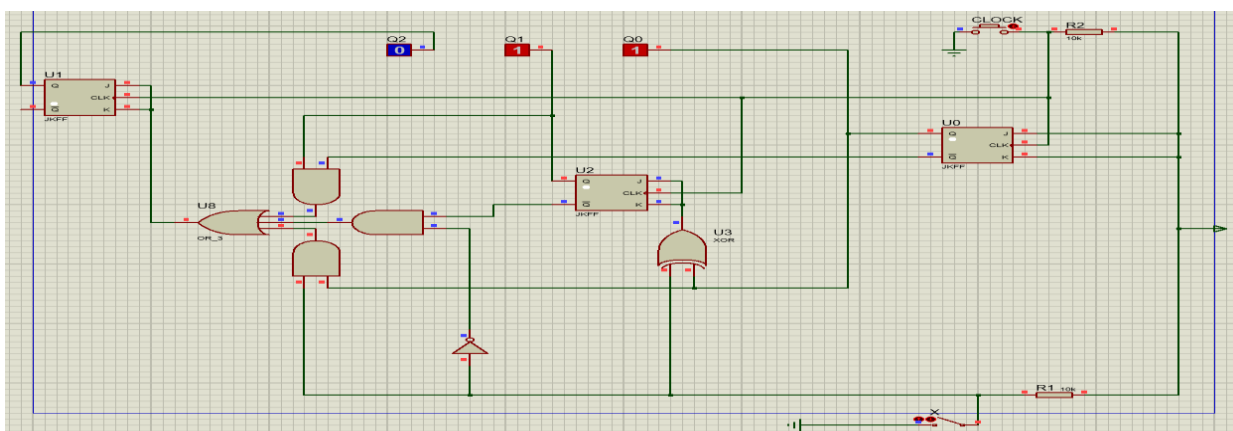 CLOCK
R2
10k
Q2
0
Q1
1
Q0
1
U1
Q
J
CLK
Q
K
JKFF
U0
Q
J
CLK
Q
K
JKFF
U2
Q
J
CLK
Q
K
JKFF
U8
OR_3
U3
XOR
R1
10k
X